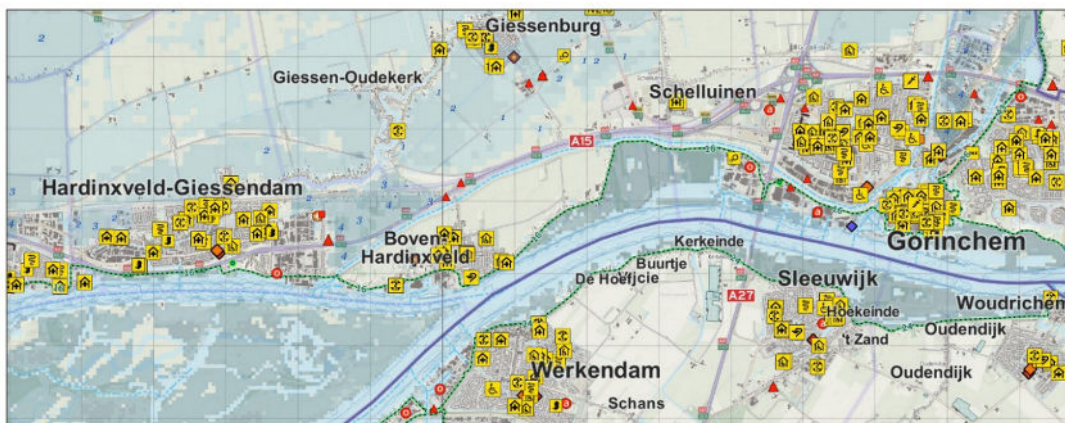 Giessenburg
Giessen-Oudekerk
Schelluinen
A15
Hardinxveld-Giessendam
Boven-
Hardinxveld
Gorinchem
Kerkeinde
Buurtje
De Hoef
Sleeuwijk
A27
Woudrichem
Hoekeinde
Oudendijk
't Zand
Werkendam
Oudendijk
Schans